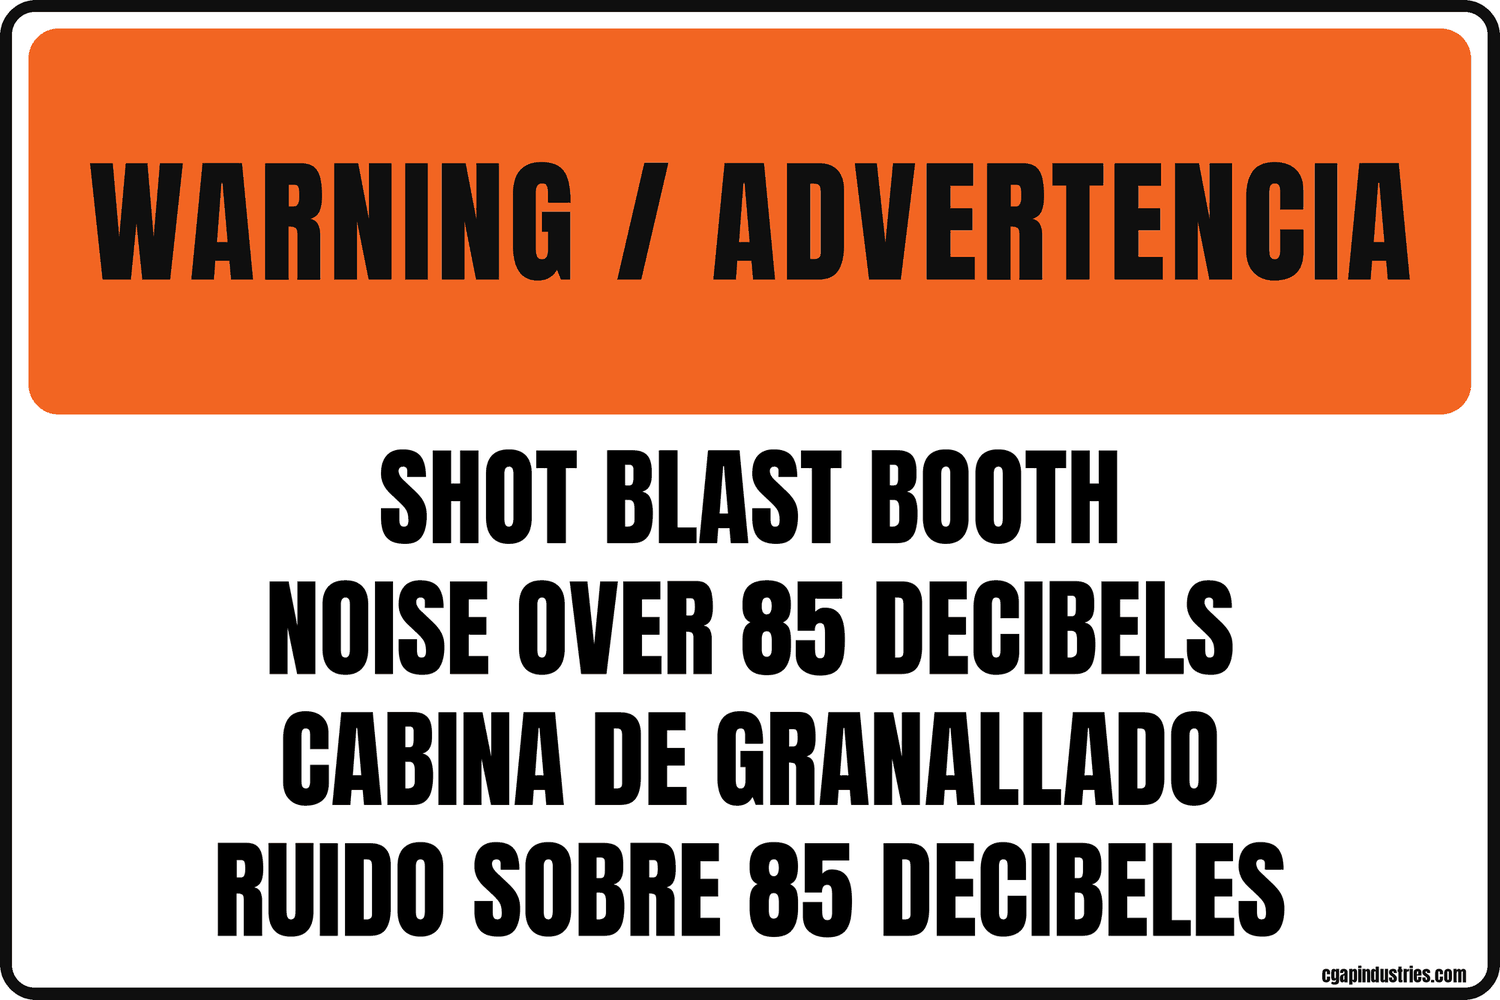 WARNING / ADVERTENCIA
SHOT BLAST BOOTH
NOISE OVER 85 DECIBELS
CABINA DE GRANALLADO
RUIDO SOBRE 85 DECIBELES
cgapindustries.com